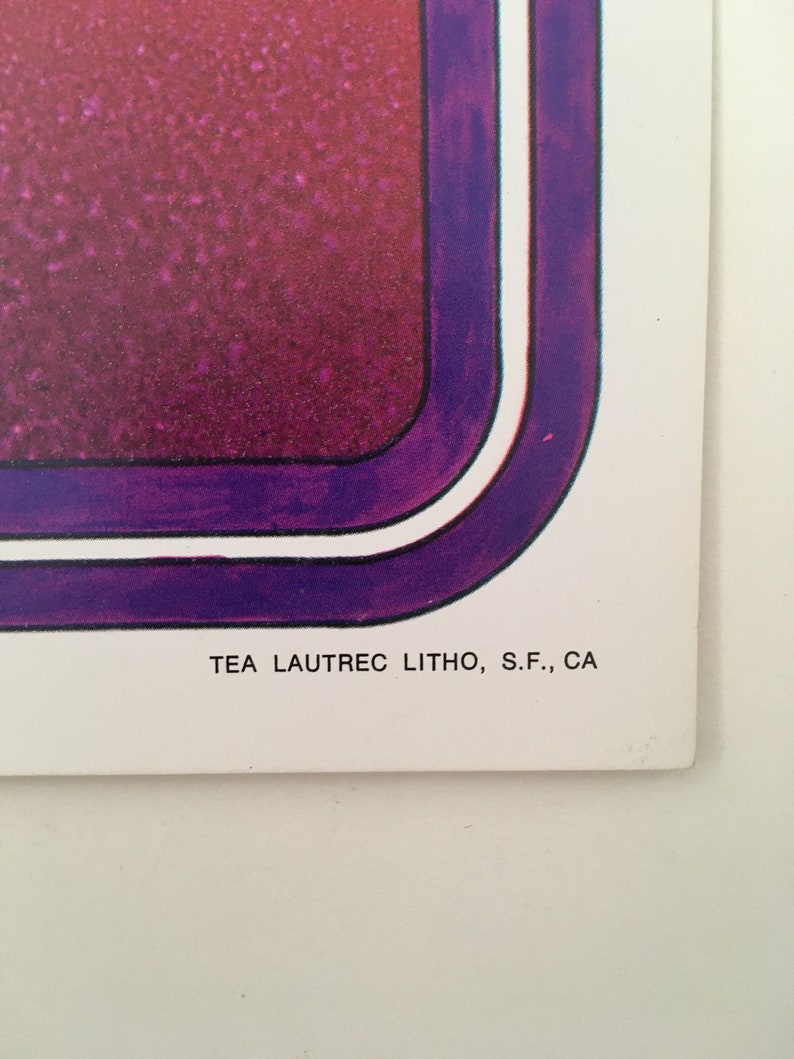 TEA LAUTREC LITHO, S.F., CA